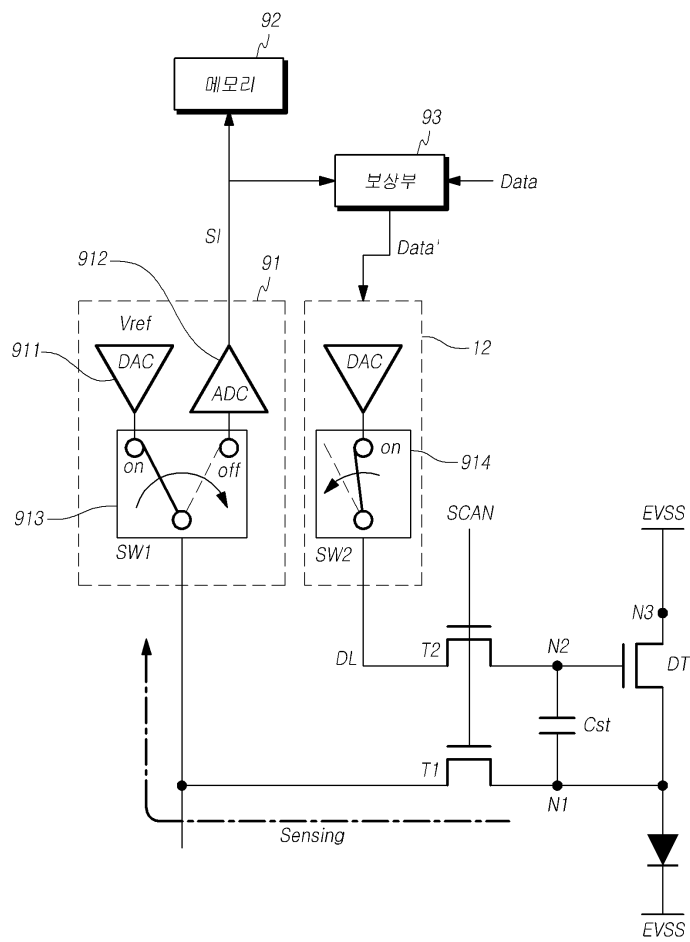 92
메모리
93
보상부
Data
SI
Data'
912
91
Vref
911
DAC
ADC
DAC
12
on
off
on
914
913
SW1
SW2
SCAN
EVSS
N3
DL
T2
N2
DT
Cst
T1
N1
Sensing
EVSS